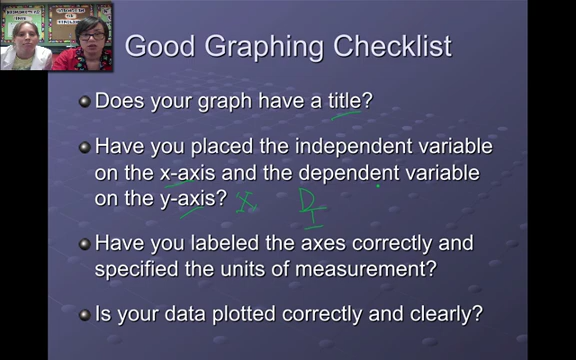 Good Graphing Checklist
Does your graph have a title?
Have you placed the independent variable
on the x-axis and the dependent variable
on the y-axis?
X
D
I
Have you labeled the axes correctly and
specified the units of measurement?
Is your data plotted correctly and clearly?